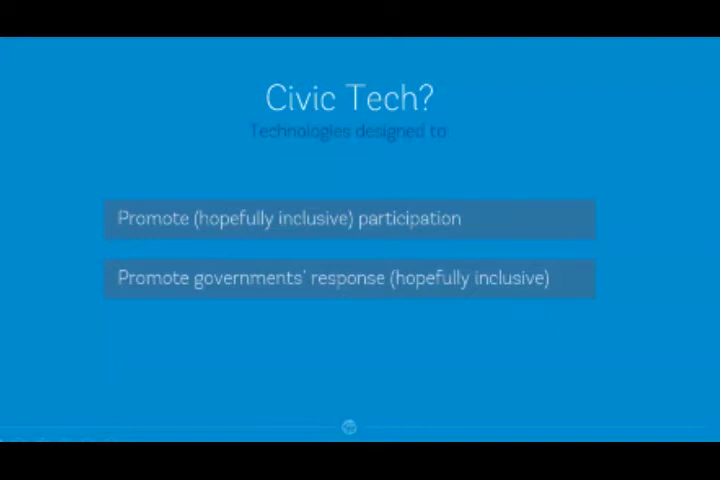 Civic Tech?
Technologies designed to
Promote (hopefully inclusive) participation
Promote governments' response (hopefully inclusive)